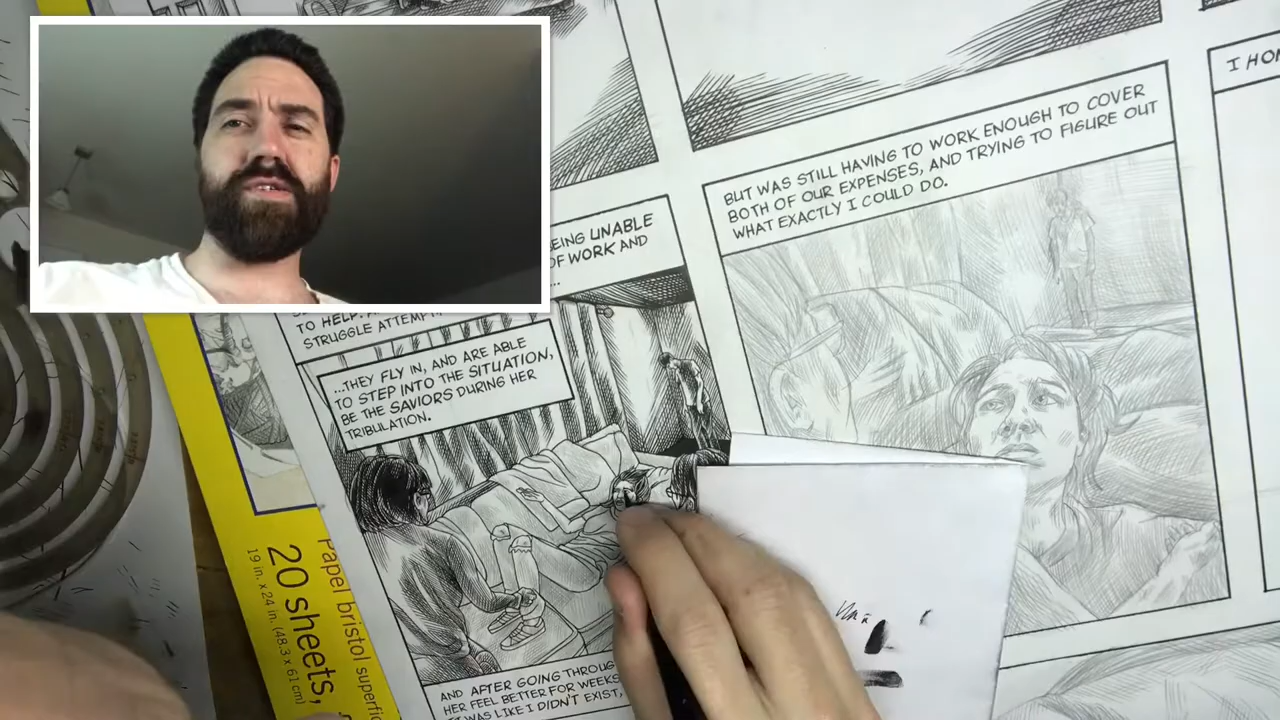 BUT WAS STILL HAVING TO WORK ENOUGH TO COVER
BOTH OF OUR EXPENSES, AND TRYING TO FIGURE OUT
WHAT EXACTLY I COULD DO.
UNABLE
OF WORK AND
TO HELP.
STRUGGLE
...THEY FLY IN, AND ARE ABLE
TO STEP INTO THE SITUATION,
BE THE SAVIORS DURING HER
TRIBULATION.
AND AFTER GOING
HER FEEL BETTER FOR WEEKS
IT WAS LIKE I DIDN'T EXIST,
I
Papel bristol
20 sheets,
19 in. x 24 in. (48.3 x 61 cm)